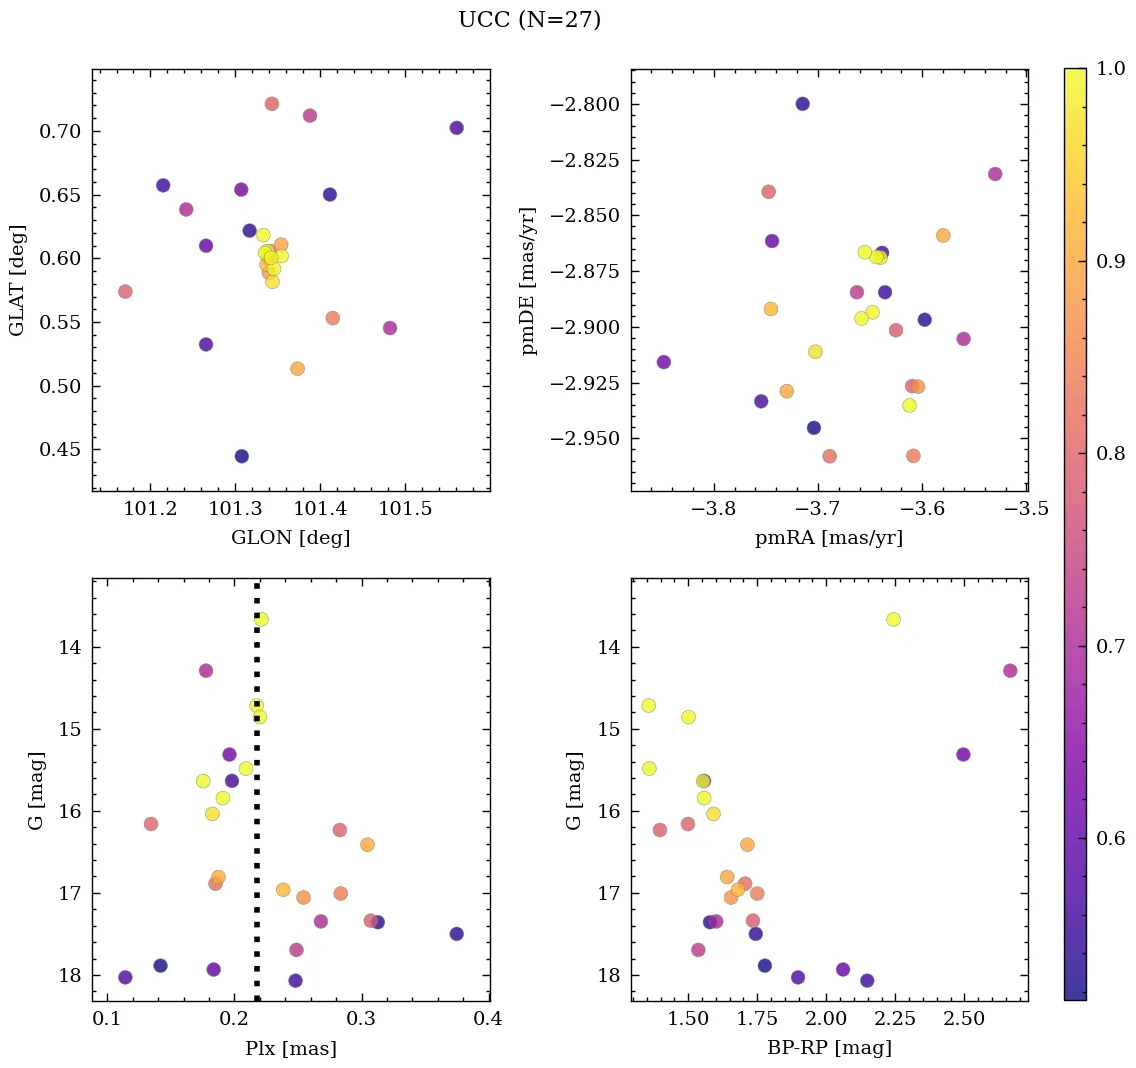 UCC (N=27)
0.70
0.65
0.60
0.55
0.50
0.45
GLAT [deg]
101.2 101.3 101.4 101.5
GLON [deg]
−2.800
−2.825
−2.850
−2.875
−2.900
−2.925
−2.950
pmDE [mas/yr]
−3.8 −3.7 −3.6 −3.5
pmRA [mas/yr]
1.0
0.9
0.8
0.7
0.6
14
15
16
17
18
G [mag]
0.1 0.2 0.3 0.4
Plx [mas]
14
15
16
17
18
G [mag]
1.50 1.75 2.00 2.25 2.50
BP-RP [mag]